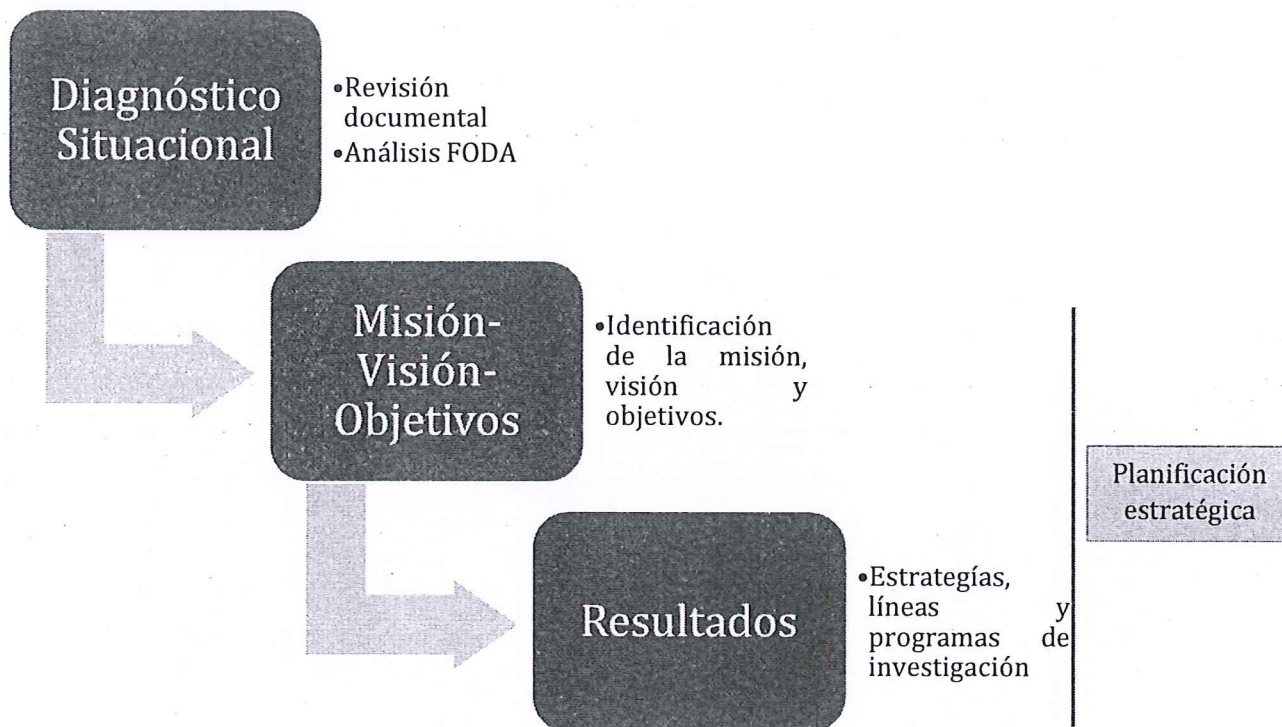 Diagnóstico
Situacional
•Revisión
documental
•Análisis FODA
Misión-
Visión-
Objetivos
•Identificación
de la misión,
visión y
objetivos.
Resultados
•Estrategías,
líneas y
programas de
investigación
Planificación
estratégica